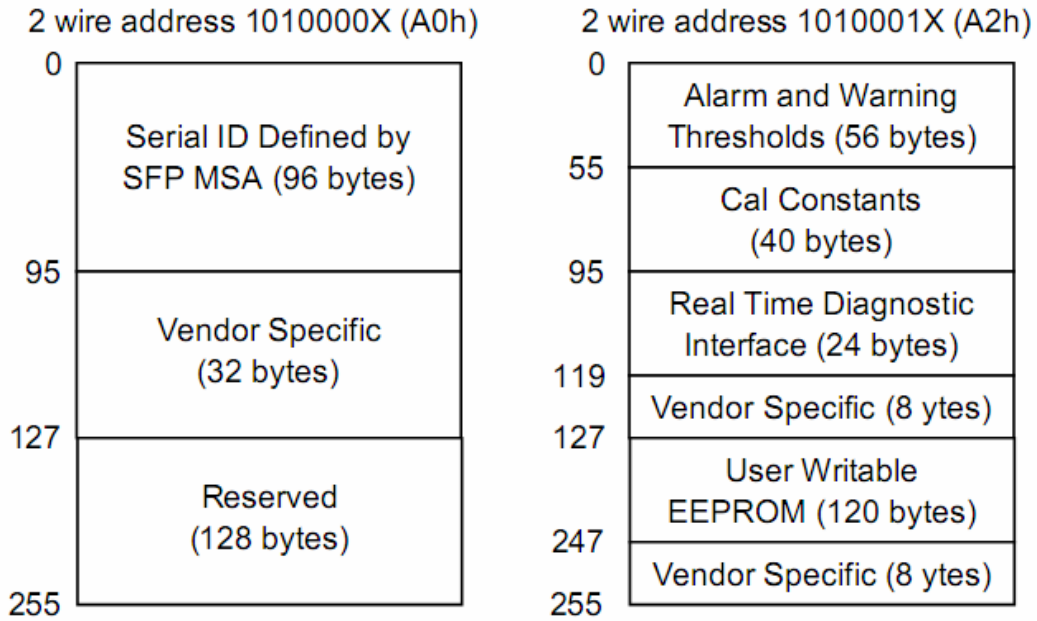 2 wire address 1010000X (A0h)
0
Serial ID Defined by
SFP MSA (96 bytes)
95
Vendor Specific
(32 bytes)
127
Reserved
(128 bytes)
255
2 wire address 1010001X (A2h)
0
Alarm and Warning
Thresholds (56 bytes)
55
Cal Constants
(40 bytes)
95
Real Time Diagnostic
Interface (24 bytes)
119
Vendor Specific (8 ytes)
127
User Writable
EEPROM (120 bytes)
247
Vendor Specific (8 ytes)
255